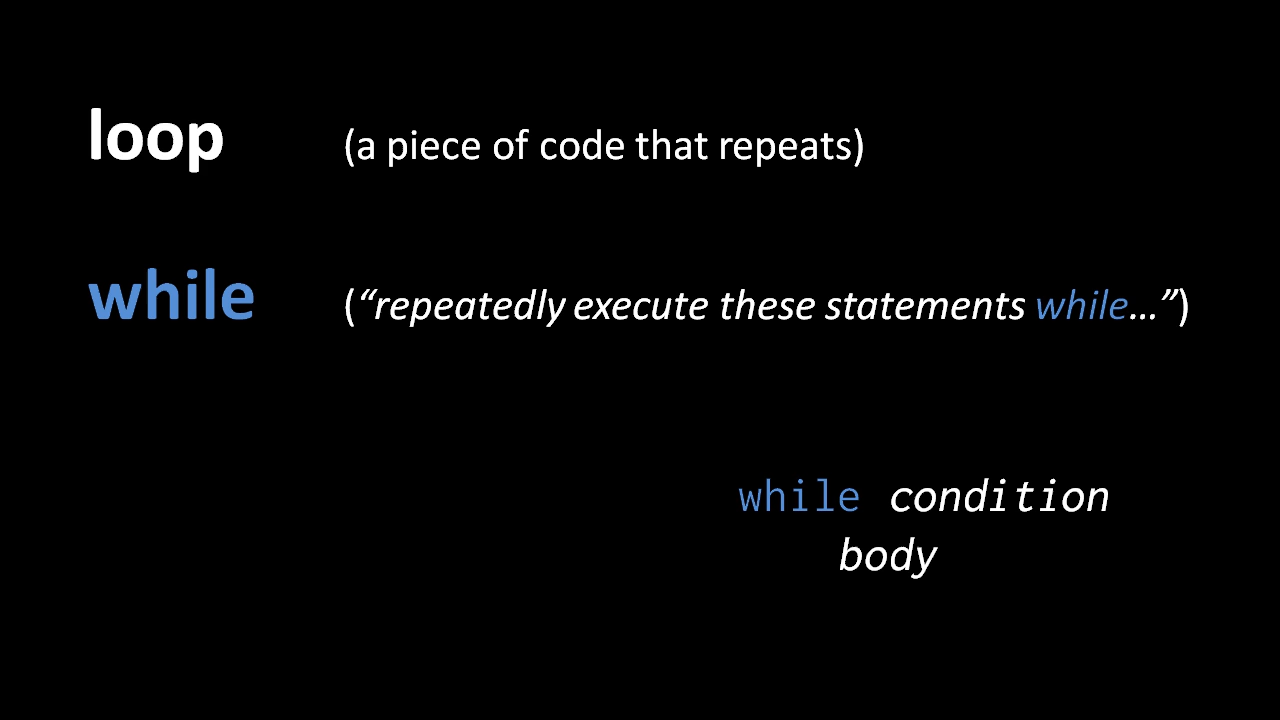 loop (a piece of code that repeats)
while (“repeatedly execute these statements while…”)
while condition
body